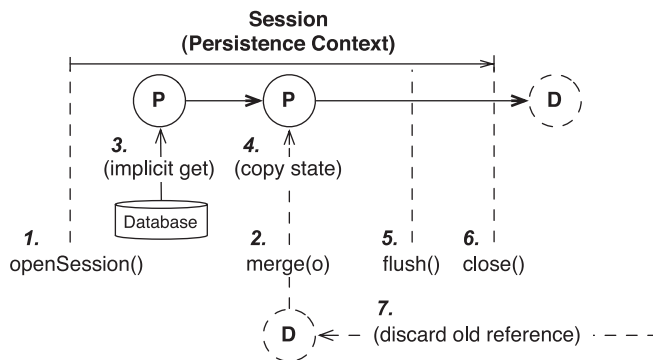 Session
(Persistence Context)
P
P
D
3.
(implicit get)
4.
(copy state)
Database
1.
openSession()
2.
merge(o)
5.
flush()
6.
close()
7.
D
(discard old reference)